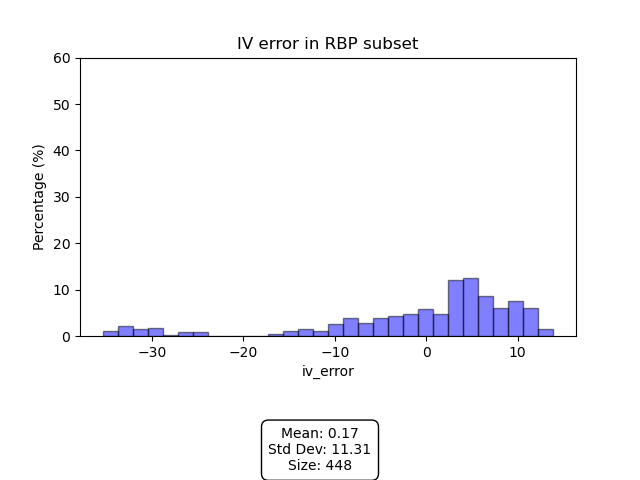 IV error in RBP subset
60
50
40
30
20
10
0
Percentage (%)
−30
−20
−10
0
10
iv_error
Mean: 0.17
Std Dev: 11.31
Size: 448